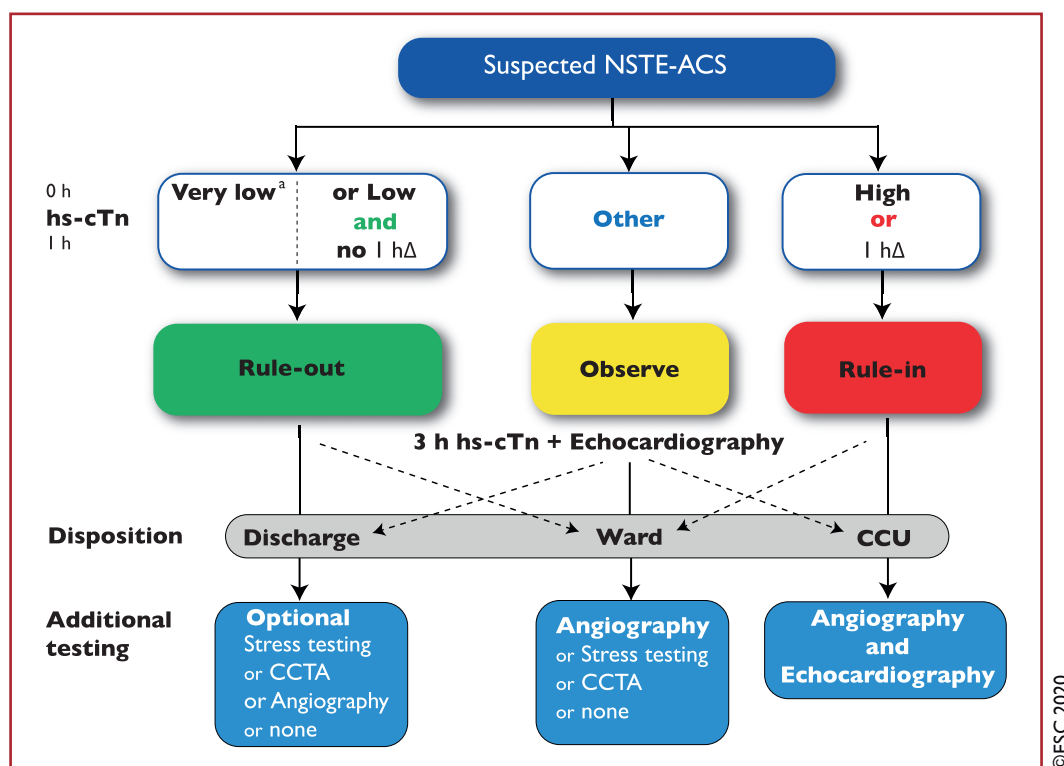 Suspected NSTE-ACS
0 h
hs-cTn
1 h
Very low a
or Low
and
no 1 hΔ
Other
High
or
1 hΔ
Rule-out
Observe
Rule-in
3 h hs-cTn + Echocardiography
Disposition
Discharge
Ward
CCU
Additional
testing
Optional
Stress testing
or CCTA
or Angiography
or none
Angiography
or Stress testing
or CCTA
or none
Angiography
and
Echocardiography
©ESC 2020